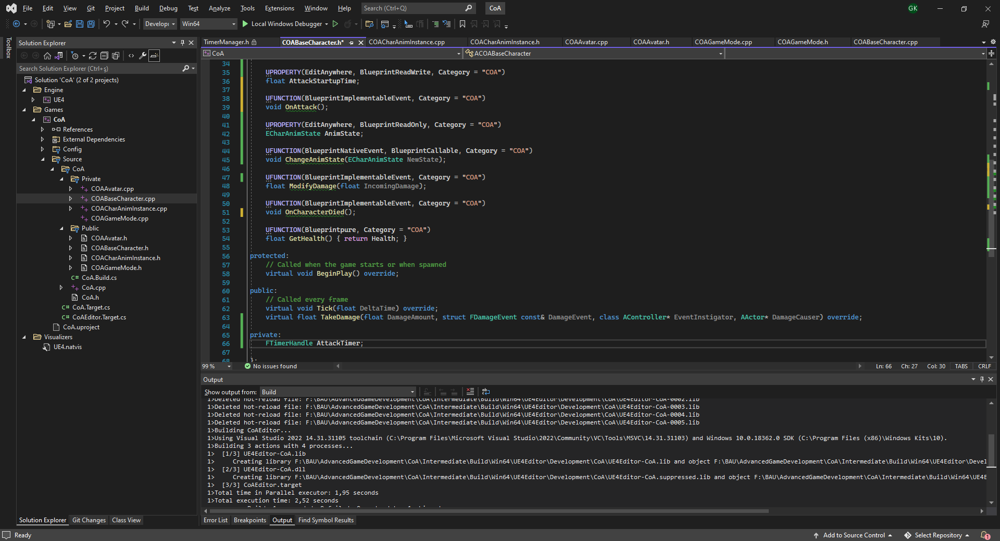 File Edit View Git Project Build Debug Test Analyze Tools Extensions Window Help Search (Ctrl+Q) CoA GK
Developr Win64 Local Windows Debugger
Toolbox
Solution Explorer
Search Solution Explorer (Ctrl+ş)
Solution 'CoA' (2 of 2 projects)
Engine
UE4
Games
CoA
References
External Dependencies
Config
Source
CoA
Private
COAAvatar.cpp
COABaseCharacter.cpp
COACharAnimInstance.cpp
COAGameMode.cpp
Public
COAAvatar.h
COABaseCharacter.h
COACharAnimInstance.h
COAGameMode.h
C# CoA.Build.cs
CoA.cpp
CoA.h
C# CoA.Target.cs
C# CoAEditor.Target.cs
CoA.uproject
Visualizers
UE4.natvis
Solution Explorer Git Changes Class View
TimerManager.h COABaseCharacter.h* COACharAnimInstance.cpp COACharAnimInstance.h COAAvatar.cpp COAAvatar.h COAGameMode.cpp COAGameMode.h COABaseCharacter.cpp
CoA ACOABaseCharacter
34
35 UPROPERTY(EditAnywhere, BlueprintReadWrite, Category = "COA")
36 float AttackStartupTime;
37
38 UFUNCTION(BlueprintImplementableEvent, Category = "COA")
39 void OnAttack();
40
41 UPROPERTY(EditAnywhere, BlueprintReadOnly, Category = "COA")
42 ECharAnimState AnimState;
43
44 UFUNCTION(BlueprintNativeEvent, BlueprintCallable, Category = "COA")
45 void ChangeAnimState(ECharAnimState NewState);
46
47 UFUNCTION(BlueprintImplementableEvent, Category = "COA")
48 float ModifyDamage(float IncomingDamage);
49
50 UFUNCTION(BlueprintImplementableEvent, Category = "COA")
51 void OnCharacterDied();
52
53 UFUNCTION(Blueprintpure, Category = "COA")
54 float GetHealth() { return Health; }
55
56 protected:
57 // Called when the game starts or when spawned
58 virtual void BeginPlay() override;
59
60 public:
61 // Called every frame
62 virtual void Tick(float DeltaTime) override;
63 virtual float TakeDamage(float DamageAmount, struct FDamageEvent const& DamageEvent, class AController* EventInstigator, AActor* DamageCauser) override;
64
65 private:
66 FTimerHandle AttackTimer;
67
68 };
99 % No issues found Ln: 66 Ch: 27 Col: 30 TABS CRLF
Output
Show output from: Build
1>Deleted hot-reload file: F:\BAU\AdvancedGameDevelopment\CoA\Intermediate\Build\Win64\UE4Editor\Development\CoA\UE4Editor-CoA-0002.lib
1>Deleted hot-reload file: F:\BAU\AdvancedGameDevelopment\CoA\Intermediate\Build\Win64\UE4Editor\Development\CoA\UE4Editor-CoA-0003.lib
1>Deleted hot-reload file: F:\BAU\AdvancedGameDevelopment\CoA\Intermediate\Build\Win64\UE4Editor\Development\CoA\UE4Editor-CoA-0004.lib
1>Deleted hot-reload file: F:\BAU\AdvancedGameDevelopment\CoA\Intermediate\Build\Win64\UE4Editor\Development\CoA\UE4Editor-CoA-0005.lib
1>Building CoAEditor...
1>Using Visual Studio 2022 14.31.31105 toolchain (C:\Program Files\Microsoft Visual Studio\2022\Community\VC\Tools\MSVC\14.31.31103) and Windows 10.0.18362.0 SDK (C:\Program Files (x86)\Windows Kits\10).
1>Building 3 actions with 4 processes...
1> [1/3] UE4Editor-CoA.lib
1> Creating library F:\BAU\AdvancedGameDevelopment\CoA\Intermediate\Build\Win64\UE4Editor\Development\CoA\UE4Editor-CoA.lib and object F:\BAU\AdvancedGameDevelopment\CoA\Intermediate\Build\Win64\UE4Editor\Devel
1> [2/3] UE4Editor-CoA.dll
1> Creating library F:\BAU\AdvancedGameDevelopment\CoA\Intermediate\Build\Win64\UE4Editor\Development\CoA\UE4Editor-CoA.suppressed.lib and object F:\BAU\AdvancedGameDevelopment\CoA\Intermediate\Build\Win64\UE4E
1> [3/3] CoAEditor.target
1>Total time in Parallel executor: 1,95 seconds
1>Total execution time: 2,52 seconds
Error List Breakpoints Output Find Symbol Results
Ready Add to Source Control Select Repository 1